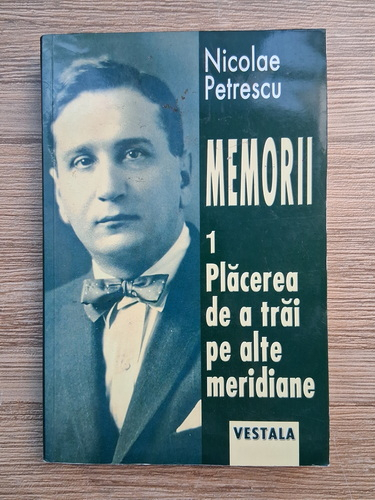 Nicolae
Petrescu
MEMORII
1
Plăcerea
de a trăi
pe alte
meridiane
VESTALA